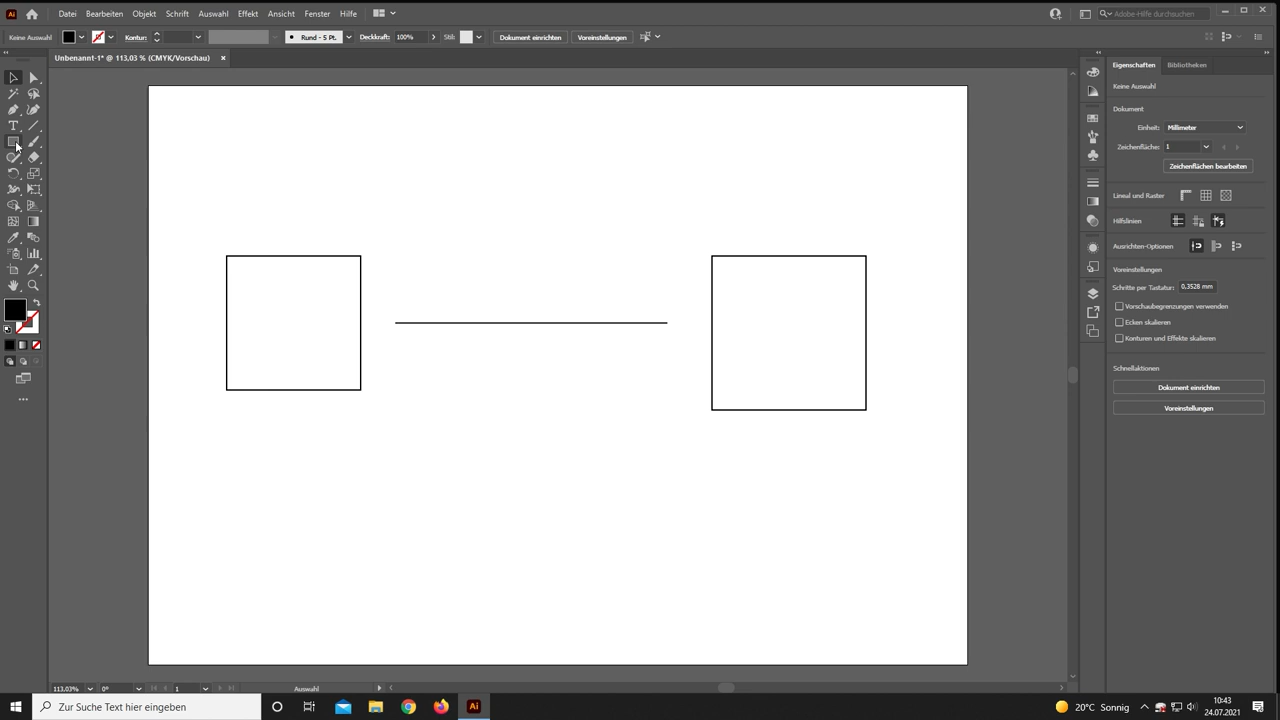 Ai Datei Bearbeiten Objekt Schrift Auswahl Effekt Ansicht Fenster Hilfe Adobe-Hilfe durchsuchen
Keine Auswahl Kontur: Rund - 5 Pt. Deckkraft: 100% Stil: Dokument einrichten Voreinstellungen
Unbenannt-1* @ 113,03 % (CMYK/Vorschau) ×
Eigenschaften Bibliotheken
Keine Auswahl
Dokument
Einheit: Millimeter
Zeichenfläche: 1
Zeichenflächen bearbeiten
Lineal und Raster
Hilfslinien
Ausrichten-Optionen
Voreinstellungen
Schritte per Tastatur: 0,3528 mm
Vorschaubegrenzungen verwenden
Ecken skalieren
Konturen und Effekte skalieren
Schnellaktionen
Dokument einrichten
Voreinstellungen
113,03% 0° 1 Auswahl
Zur Suche Text hier eingeben Ai 20°C Sonnig 10:43
24.07.2021